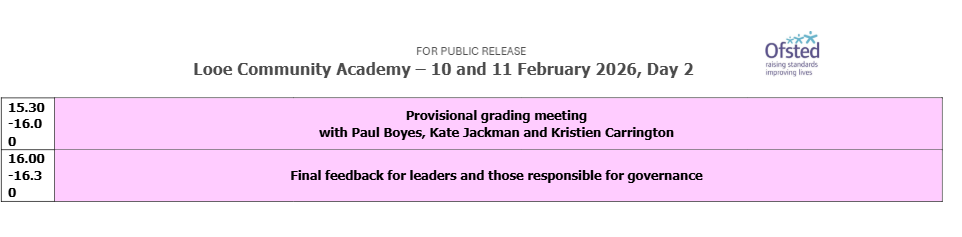 FOR PUBLIC RELEASE
Looe Community Academy – 10 and 11 February 2026, Day 2
Ofsted
raising standards
improving lives
15.30
-16.0
0
Provisional grading meeting
with Paul Boyes, Kate Jackman and Kristien Carrington
16.00
-16.3
0
Final feedback for leaders and those responsible for governance